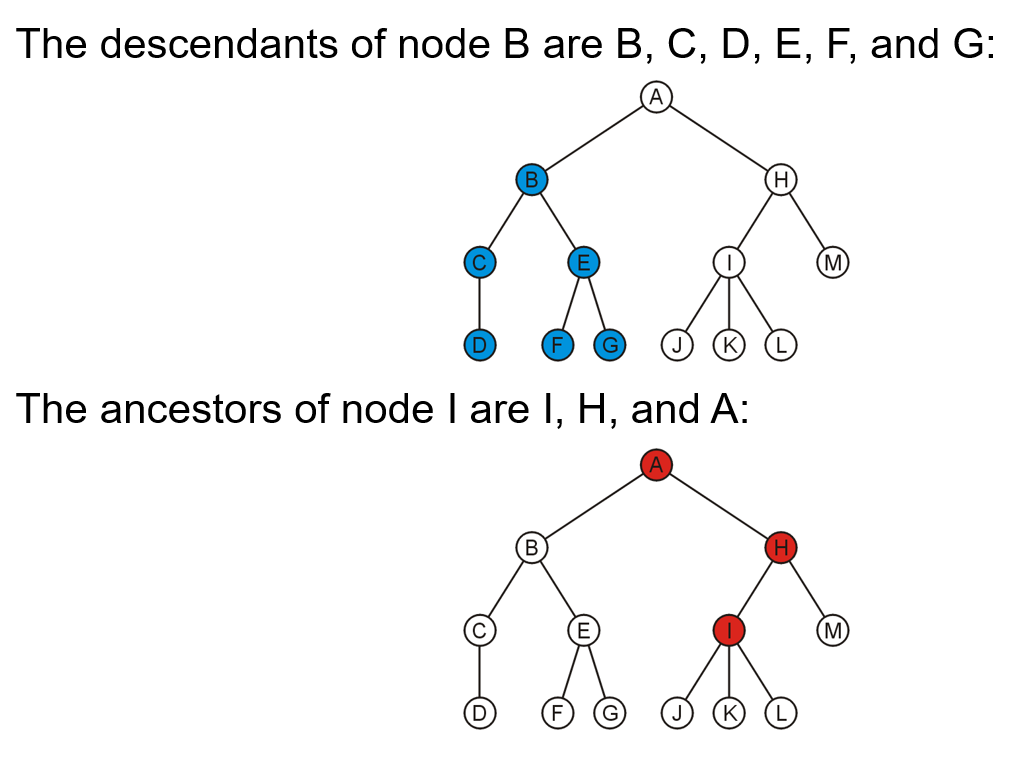 The descendants of node B are B, C, D, E, F, and G:
A
B H
C E I M
D F G J K L
The ancestors of node I are I, H, and A:
A
B H
C E I M
D F G J K L